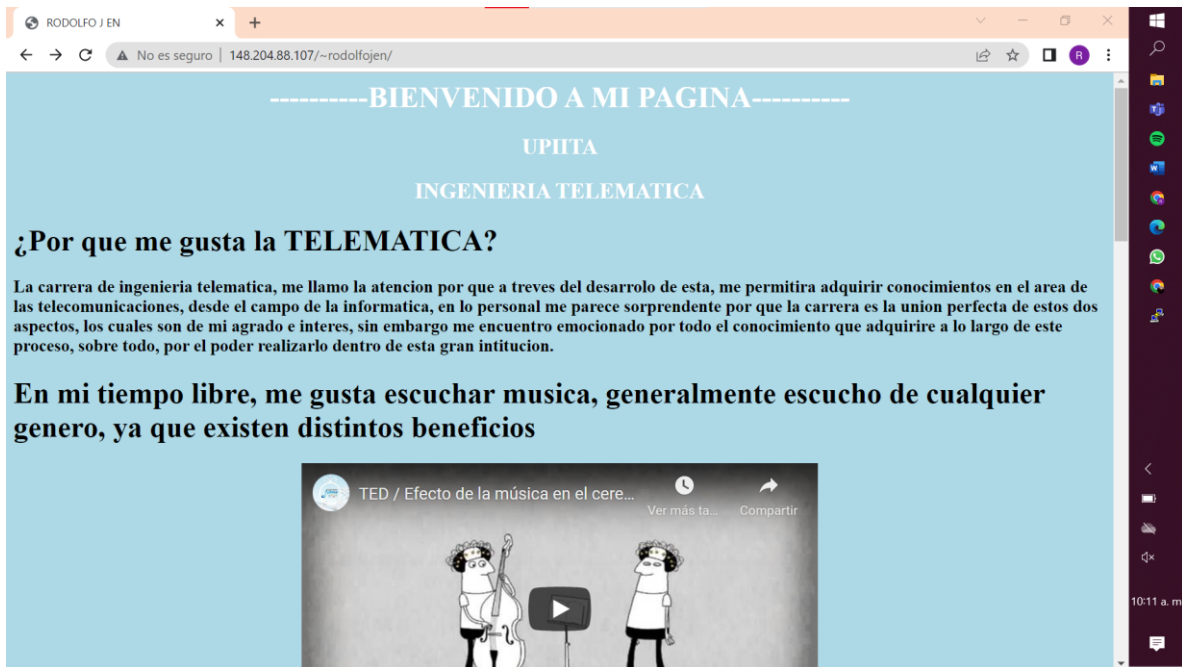 RODOLFO J EN
No es seguro | 148.204.88.107/~rodolfojen/
R
----------BIENVENIDO A MI PAGINA----------
UPIITA
INGENIERIA TELEMATICA
¿Por que me gusta la TELEMATICA?
La carrera de ingenieria telematica, me llamo la atencion por que a treves del desarrolo de esta, me permitira adquirir conocimientos en el area de
las telecomunicaciones, desde el campo de la informatica, en lo personal me parece sorprendente por que la carrera es la union perfecta de estos dos
aspectos, los cuales son de mi agrado e interes, sin embargo me encuentro emocionado por todo el conocimiento que adquirire a lo largo de este
proceso, sobre todo, por el poder realizarlo dentro de esta gran intitucion.
En mi tiempo libre, me gusta escuchar musica, generalmente escucho de cualquier
genero, ya que existen distintos beneficios
TED / Efecto de la música en el cere...
Ver más ta...
Compartir
10:11 a. m